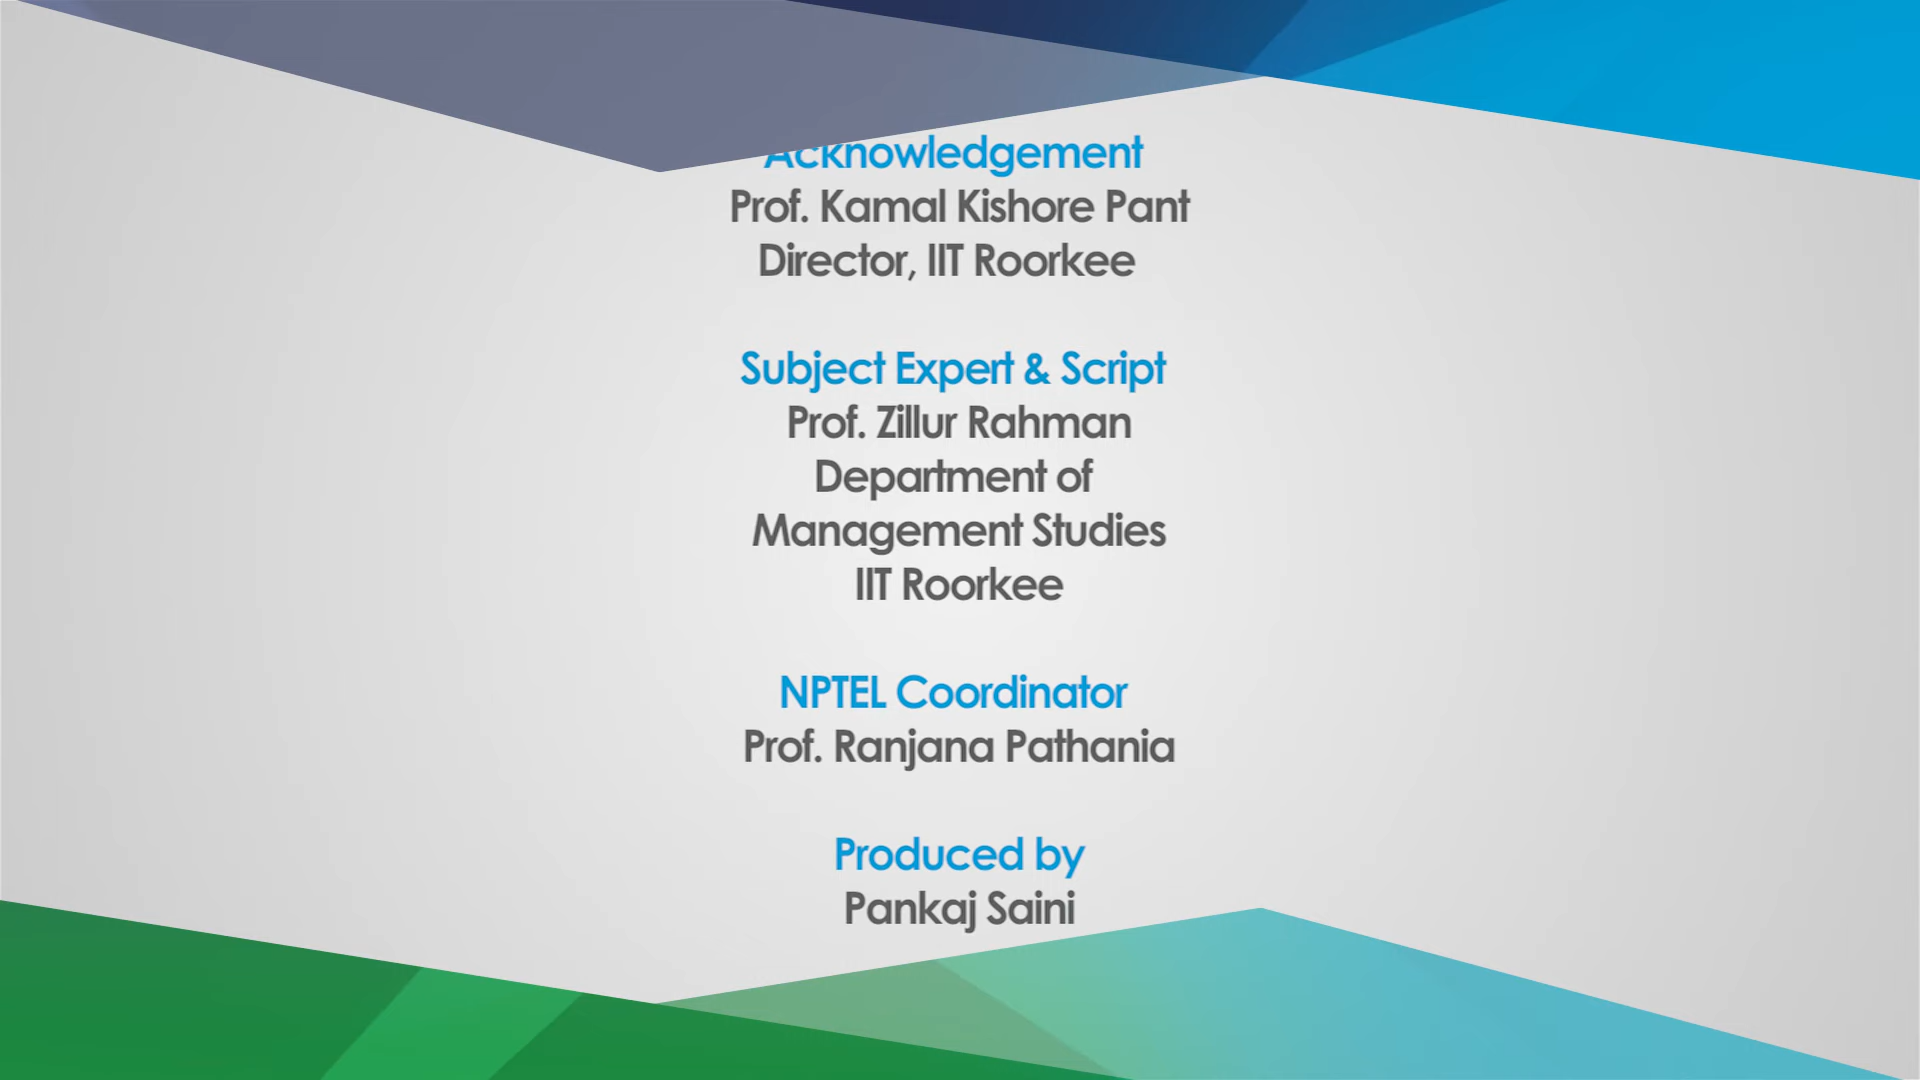 Acknowledgement
Prof. Kamal Kishore Pant
Director, IIT Roorkee
Subject Expert & Script
Prof. Zillur Rahman
Department of
Management Studies
IIT Roorkee
NPTEL Coordinator
Prof. Ranjana Pathania
Produced by
Pankaj Saini